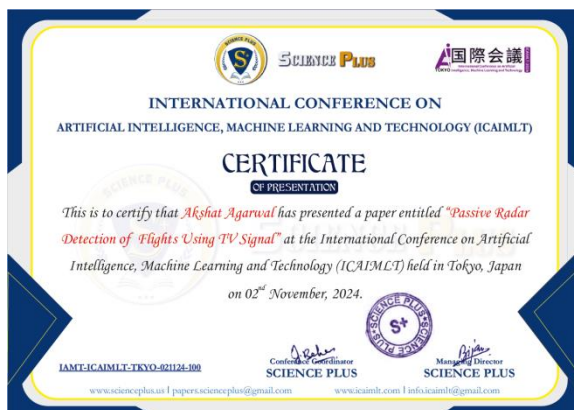 SCIENCE PLUS
国際会議
INTERNATIONAL CONFERENCE ON
ARTIFICIAL INTELLIGENCE, MACHINE LEARNING AND TECHNOLOGY (ICAIMLT)
CERTIFICATE
OF PRESENTATION
This is to certify that Akshat Agarwal has presented a paper entitled "Passive Radar
Detection of Flights Using TV Signal" at the International Conference on Artificial
Intelligence, Machine Learning and Technology (ICAIMLT) held in Tokyo, Japan
on 02nd November, 2024.
SCIENCE PLUS
S+
IAMT-ICAIMLT-TKYO-021124-100
Conference Coordinator
SCIENCE PLUS
Managing Director
SCIENCE PLUS
www.scienceplus.us | papers.scienceplus@gmail.com
www.icaimlt.com | info.icaimlt@gmail.com